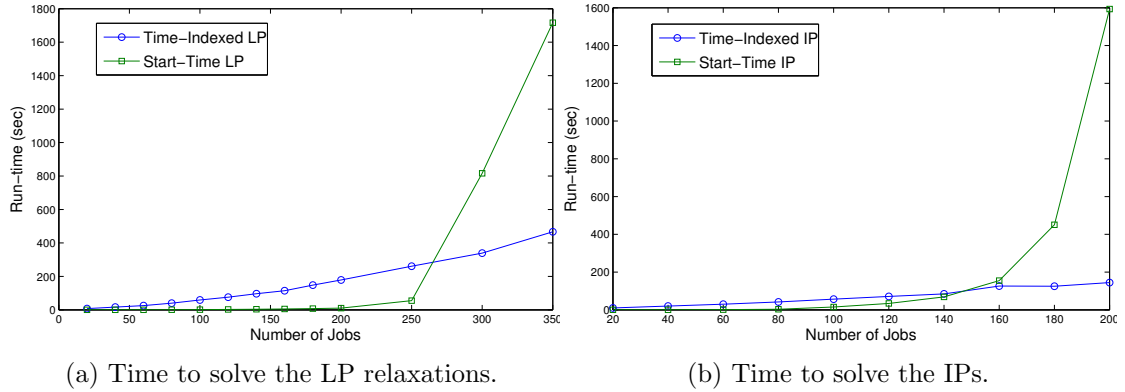 1800
1600
1400
1200
1000
800
600
400
200
0
Run-time (sec)
Time-Indexed LP
Start-Time LP
0 50 100 150 200 250 300 350
Number of Jobs
(a) Time to solve the LP relaxations.
1600
1400
1200
1000
800
600
400
200
0
Run-time (sec)
Time-Indexed IP
Start-Time IP
20 40 60 80 100 120 140 160 180 200
Number of Jobs
(b) Time to solve the IPs.